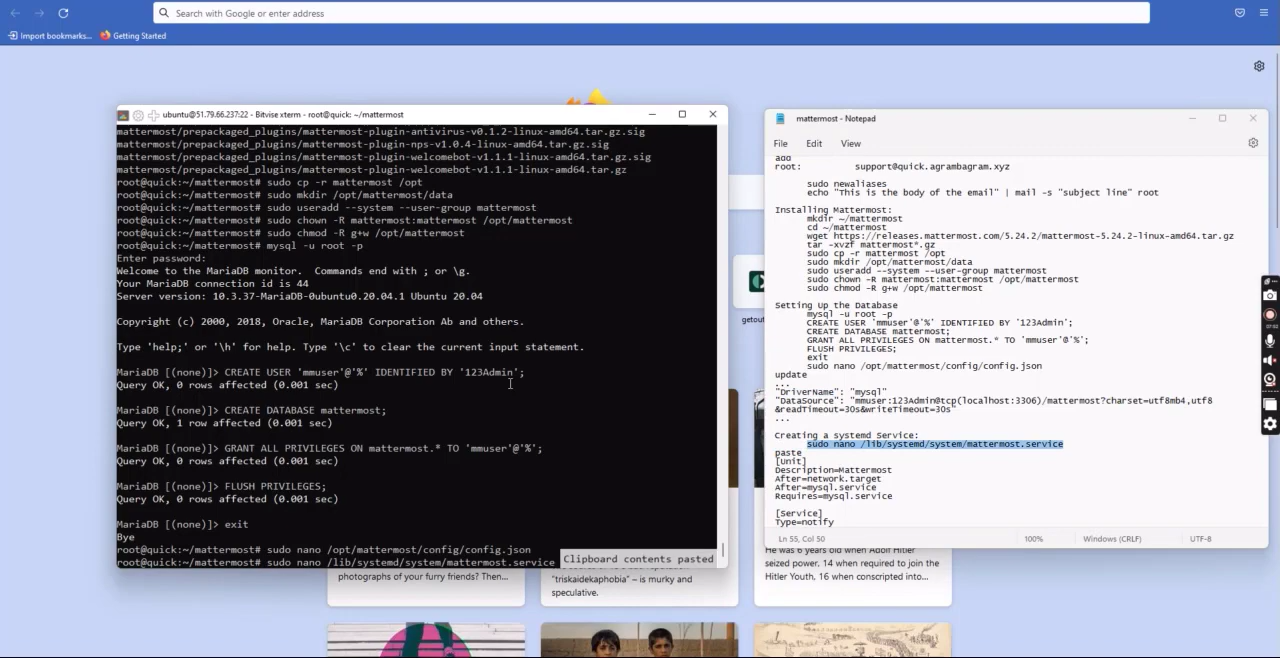 Search with Google or enter address
Import bookmarks...
Getting Started
ubuntu@51.79.66.237:22 - Bitvise xterm - root@quick: ~/mattermost
mattermost/prepackaged_plugins/mattermost-plugin-antivirus-v0.1.2-linux-amd64.tar.gz.sig
mattermost/prepackaged_plugins/mattermost-plugin-nps-v1.0.4-linux-amd64.tar.gz
mattermost/prepackaged_plugins/mattermost-plugin-nps-v1.0.4-linux-amd64.tar.gz.sig
mattermost/prepackaged_plugins/mattermost-plugin-welcomebot-v1.1.1-linux-amd64.tar.gz.sig
mattermost/prepackaged_plugins/mattermost-plugin-welcomebot-v1.1.1-linux-amd64.tar.gz
root@quick:~/mattermost# sudo cp -r mattermost /opt
root@quick:~/mattermost# sudo mkdir /opt/mattermost/data
root@quick:~/mattermost# sudo useradd --system --user-group mattermost
root@quick:~/mattermost# sudo chown -R mattermost:mattermost /opt/mattermost
root@quick:~/mattermost# sudo chmod -R g+w /opt/mattermost
root@quick:~/mattermost# mysql -u root -p
Enter password:
Welcome to the MariaDB monitor.  Commands end with ; or \g.
Your MariaDB connection id is 44
Server version: 10.3.37-MariaDB-0ubuntu0.20.04.1 Ubuntu 20.04
Copyright (c) 2000, 2018, Oracle, MariaDB Corporation Ab and others.
Type 'help;' or '\h' for help. Type '\c' to clear the current input statement.
MariaDB [(none)]> CREATE USER 'mmuser'@'%' IDENTIFIED BY '123Admin';
Query OK, 0 rows affected (0.001 sec)
MariaDB [(none)]> CREATE DATABASE mattermost;
Query OK, 1 row affected (0.000 sec)
MariaDB [(none)]> GRANT ALL PRIVILEGES ON mattermost.* TO 'mmuser'@'%';
Query OK, 0 rows affected (0.001 sec)
MariaDB [(none)]> FLUSH PRIVILEGES;
Query OK, 0 rows affected (0.001 sec)
MariaDB [(none)]> exit
Bye
root@quick:~/mattermost# sudo nano /opt/mattermost/config/config.json
root@quick:~/mattermost# sudo nano /lib/systemd/system/mattermost.service
Clipboard contents pasted
mattermost - Notepad
File Edit View
add
root: support@quick.agrambagram.xyz
sudo newaliases
echo "This is the body of the email" | mail -s "subject line" root
Installing Mattermost:
mkdir ~/mattermost
cd ~/mattermost
wget https://releases.mattermost.com/5.24.2/mattermost-5.24.2-linux-amd64.tar.gz
tar -xvzf mattermost*.gz
sudo cp -r mattermost /opt
sudo mkdir /opt/mattermost/data
sudo useradd --system --user-group mattermost
sudo chown -R mattermost:mattermost /opt/mattermost
sudo chmod -R g+w /opt/mattermost
Setting Up the Database
mysql -u root -p
CREATE USER 'mmuser'@'%' IDENTIFIED BY '123Admin';
CREATE DATABASE mattermost;
GRANT ALL PRIVILEGES ON mattermost.* TO 'mmuser'@'%';
FLUSH PRIVILEGES;
exit
sudo nano /opt/mattermost/config/config.json
update
...
"DriverName": "mysql"
"DataSource": "mmuser:123Admin@tcp(localhost:3306)/mattermost?charset=utf8mb4,utf8
&readTimeout=30s&writeTimeout=30s"
...
Creating a systemd Service:
sudo nano /lib/systemd/system/mattermost.service
paste
[Unit]
Description=Mattermost
After=network.target
After=mysql.service
Requires=mysql.service
[Service]
Type=notify
Ln 55, Col 50
100%
Windows (CRLF)
UTF-8
getout
photographs of your furry friends? Then...
"triskaidekaphobia" – is murky and
speculative.
He was 6 years old when Adolf Hitler
seized power. 14 when required to join the
Hitler Youth, 16 when conscripted into...